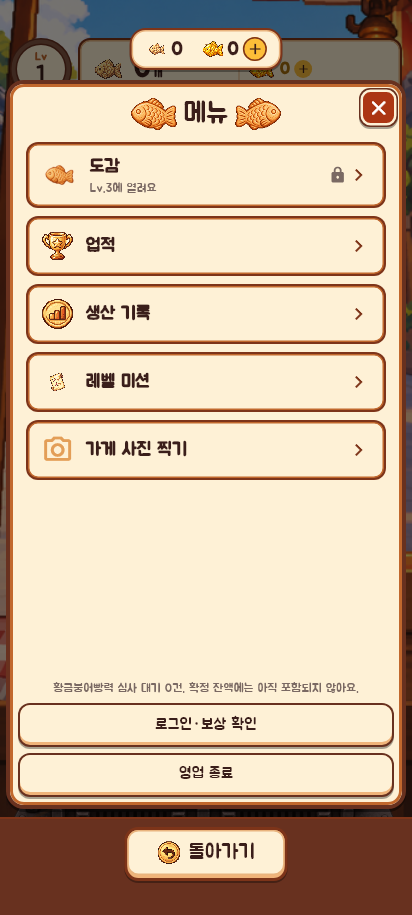 0 0 +
Lv
1
0
메뉴
도감
Lv.3에 열려요
업적
생산 기록
레벨 미션
가게 사진 찍기
황금붕어빵력 심사 대기 0건. 확정 잔액에는 아직 포함되지 않아요.
로그인·보상 확인
영업 종료
돌아가기